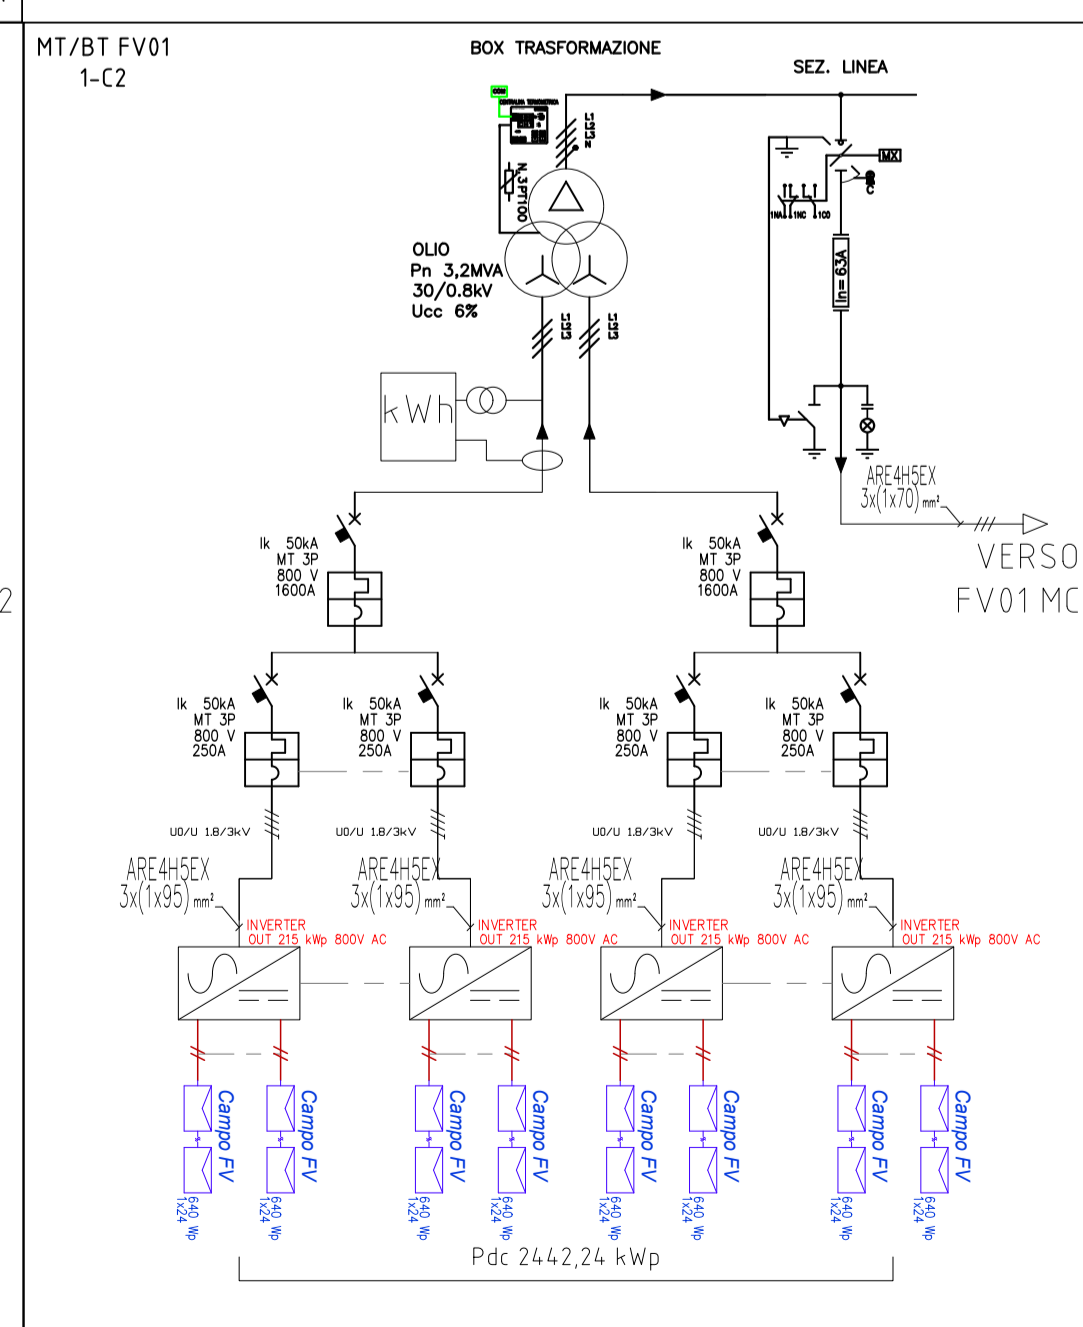 MT/BT FV01
1-C2
BOX TRASFORMAZIONE
SEZ. LINEA
COM
CENTRALINA TERMOMETRICA
N.3PT100
MX
1NA
1NC
1CO
In= 63A
OLIO
Pn 3,2MVA
30/0.8kV
Ucc 6%
kWh
ARE4H5EX
3x(1x70) mm²
VERSO
FV01 MC
2
Ik 50kA
MT 3P
800 V
1600A
Ik 50kA
MT 3P
800 V
1600A
Ik 50kA
MT 3P
800 V
250A
Ik 50kA
MT 3P
800 V
250A
Ik 50kA
MT 3P
800 V
250A
Ik 50kA
MT 3P
800 V
250A
U0/U 1.8/3kV
U0/U 1.8/3kV
U0/U 1.8/3kV
U0/U 1.8/3kV
ARE4H5EX
3x(1x95) mm²
ARE4H5EX
3x(1x95) mm²
ARE4H5EX
3x(1x95) mm²
ARE4H5EX
3x(1x95) mm²
INVERTER
OUT 215 kWp 800V AC
INVERTER
OUT 215 kWp 800V AC
INVERTER
OUT 215 kWp 800V AC
INVERTER
OUT 215 kWp 800V AC
Campo FV
Campo FV
Campo FV
Campo FV
Campo FV
Campo FV
Campo FV
Campo FV
640 Wp
1x24
640 Wp
1x24
640 Wp
1x24
640 Wp
1x24
640 Wp
1x24
640 Wp
1x24
640 Wp
1x24
640 Wp
1x24
Pdc 2442,24 kWp